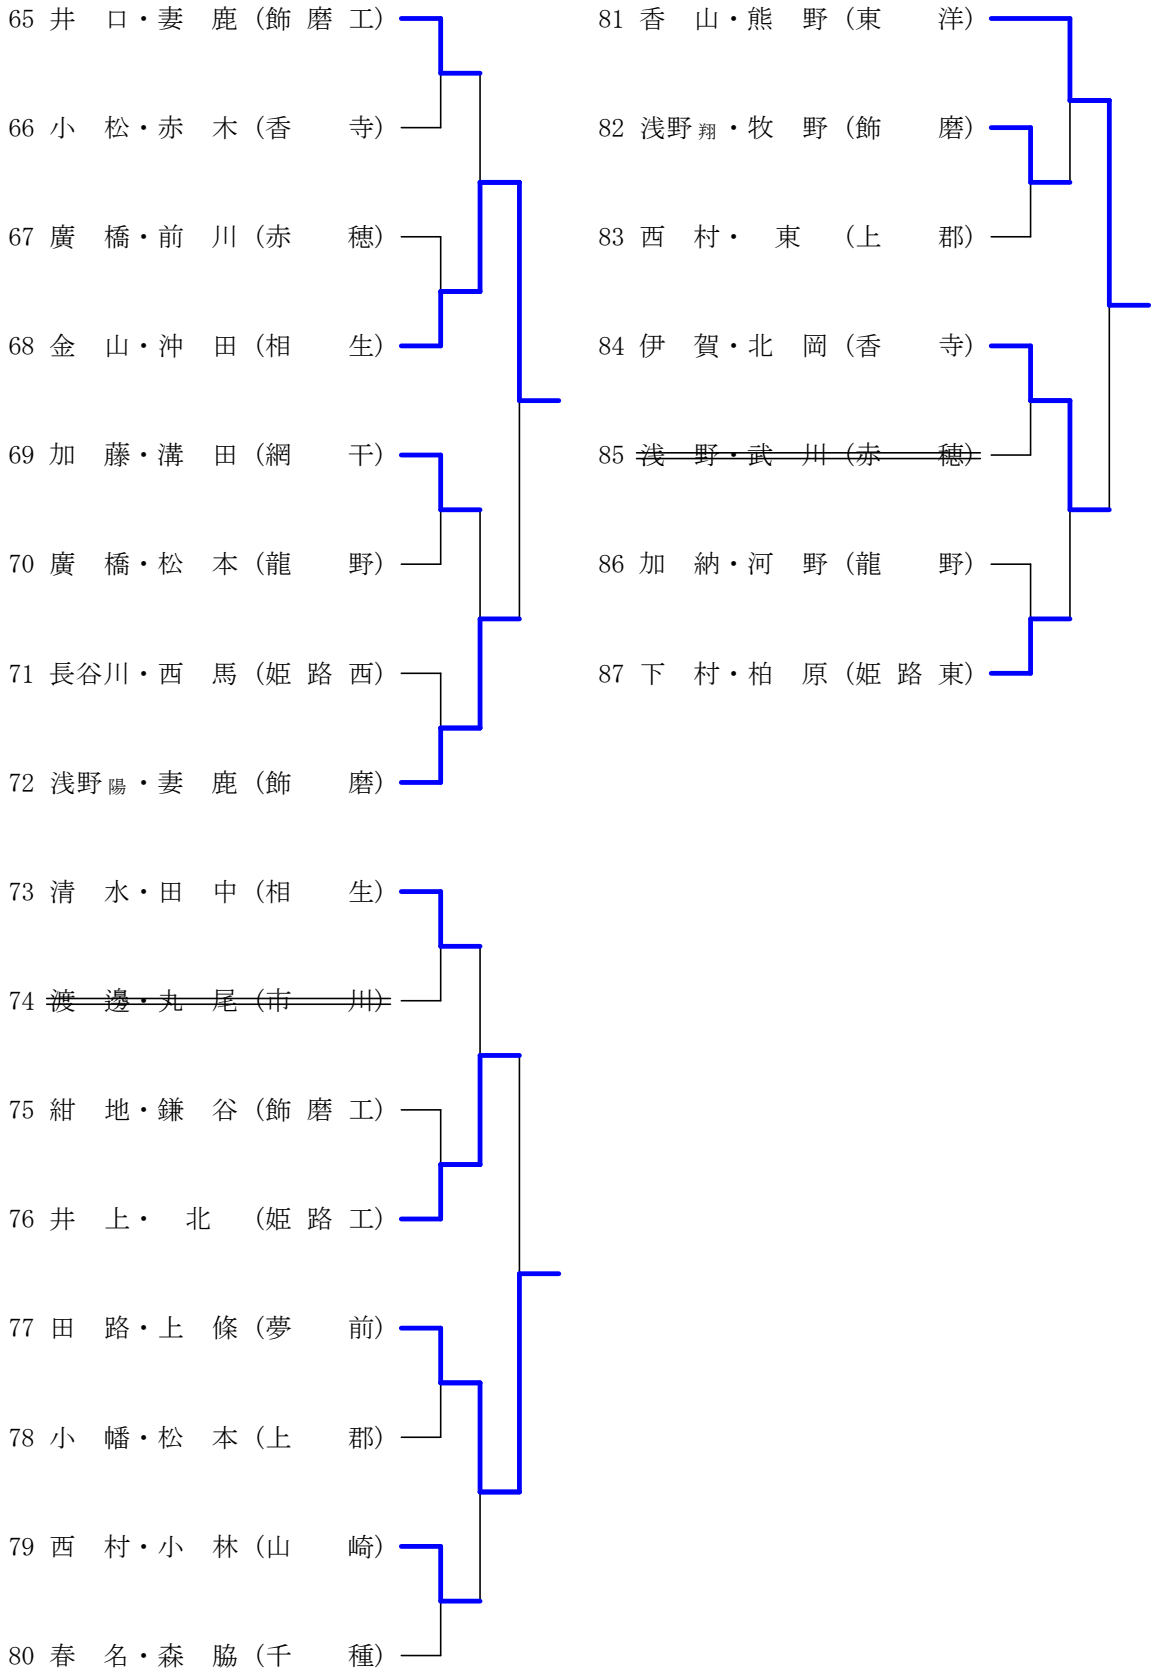 65 井　口・妻　鹿 (飾 磨 工)
66 小　松・赤　木 (香　　寺)
67 廣　橋・前　川 (赤　　穂)
68 金　山・沖　田 (相　　生)
69 加　藤・溝　田 (網　　干)
70 廣　橋・松　本 (龍　　野)
71 長谷川・西　馬 (姫 路 西)
72 浅野陽・妻　鹿 (飾　　磨)
73 清　水・田　中 (相　　生)
74 渡　邊・丸　尾 (市　　川)
75 紺　地・鎌　谷 (飾 磨 工)
76 井　上・　北　 (姫 路 工)
77 田　路・上　條 (夢　　前)
78 小　幡・松　本 (上　　郡)
79 西　村・小　林 (山　　崎)
80 春　名・森　脇 (千　　種)
81 香　山・熊　野 (東　　洋)
82 浅野翔・牧　野 (飾　　磨)
83 西　村・　東　 (上　　郡)
84 伊　賀・北　岡 (香　　寺)
85 浅　野・武　川 (赤　　穂)
86 加　納・河　野 (龍　　野)
87 下　村・柏　原 (姫 路 東)